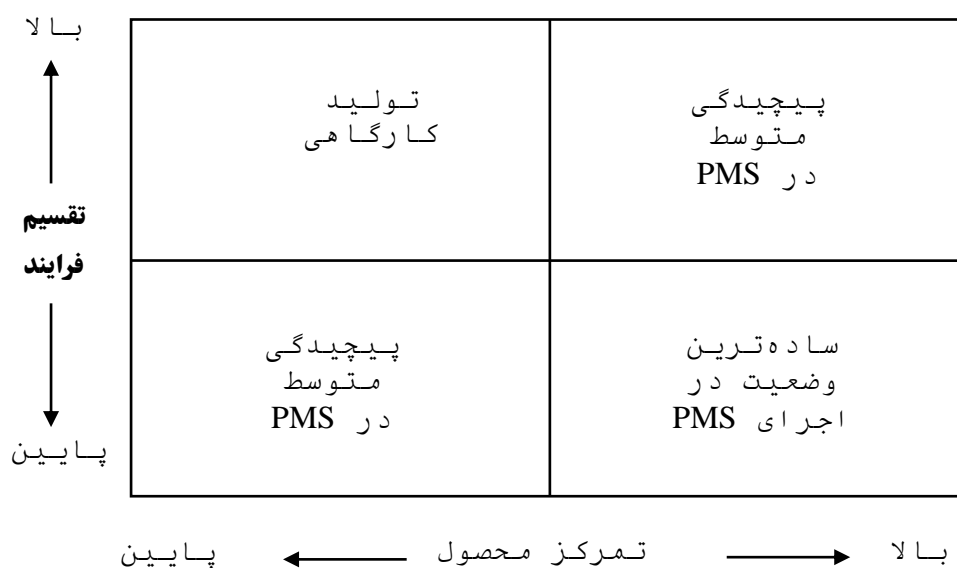 بالا
تولید
کارگاهی
پیچیدگی
متوسط
در PMS
تقسیم
فرایند
پیچیدگی
متوسط
در PMS
ساده‌ترین
وضعیت در
اجرای PMS
پایین
بالا
تمرکز محصول
پایین